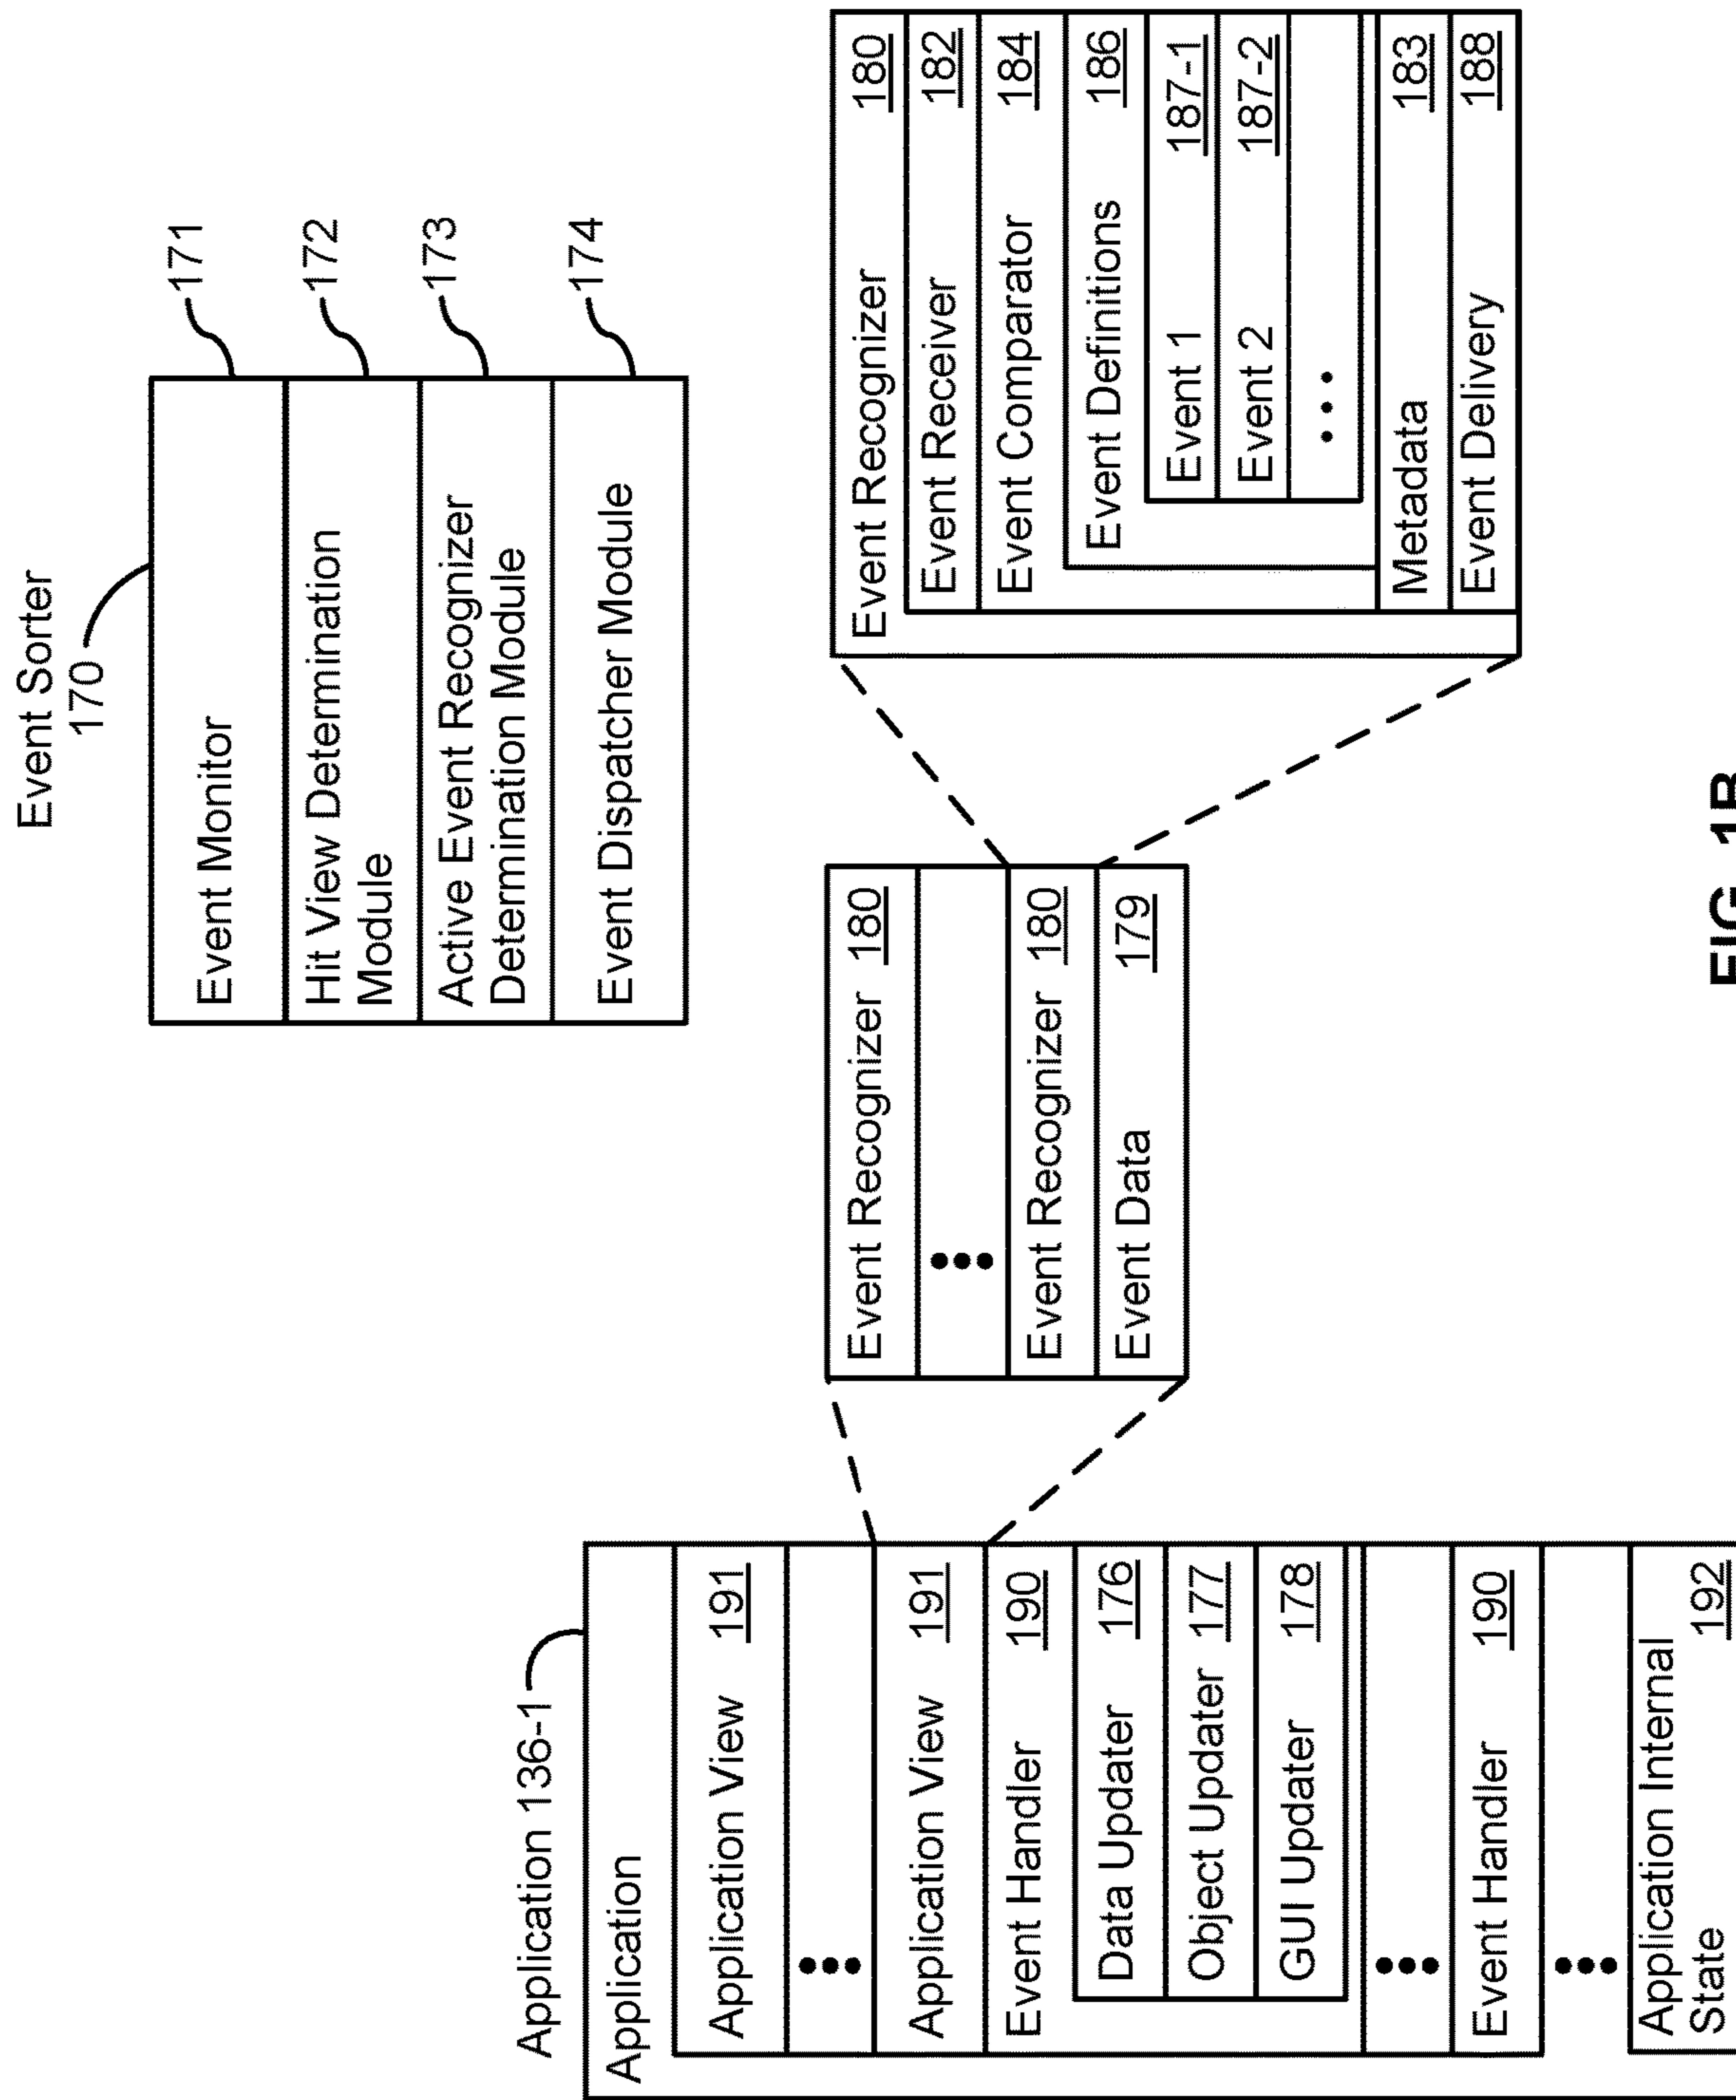 Event Sorter
170
Event Monitor
171
Hit View Determination
Module
172
Active Event Recognizer
Determination Module
173
Event Dispatcher Module
174
Application 136-1
Application
Application View 191
•••
Application View 191
Event Handler 190
Data Updater 176
Object Updater 177
GUI Updater 178
•••
Event Handler 190
•••
Application Internal
State 192
Event Recognizer 180
•••
Event Recognizer 180
Event Data 179
Event Recognizer 180
Event Receiver 182
Event Comparator 184
Event Definitions 186
Event 1 187-1
Event 2 187-2
• • •
Metadata 183
Event Delivery 188
FIG. 1B